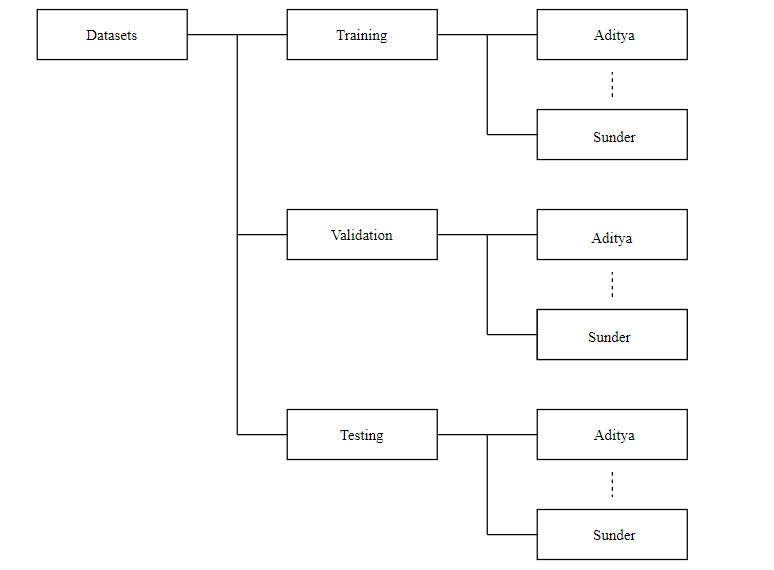 Datasets
Training
Aditya
Sunder
Validation
Aditya
Sunder
Testing
Aditya
Sunder